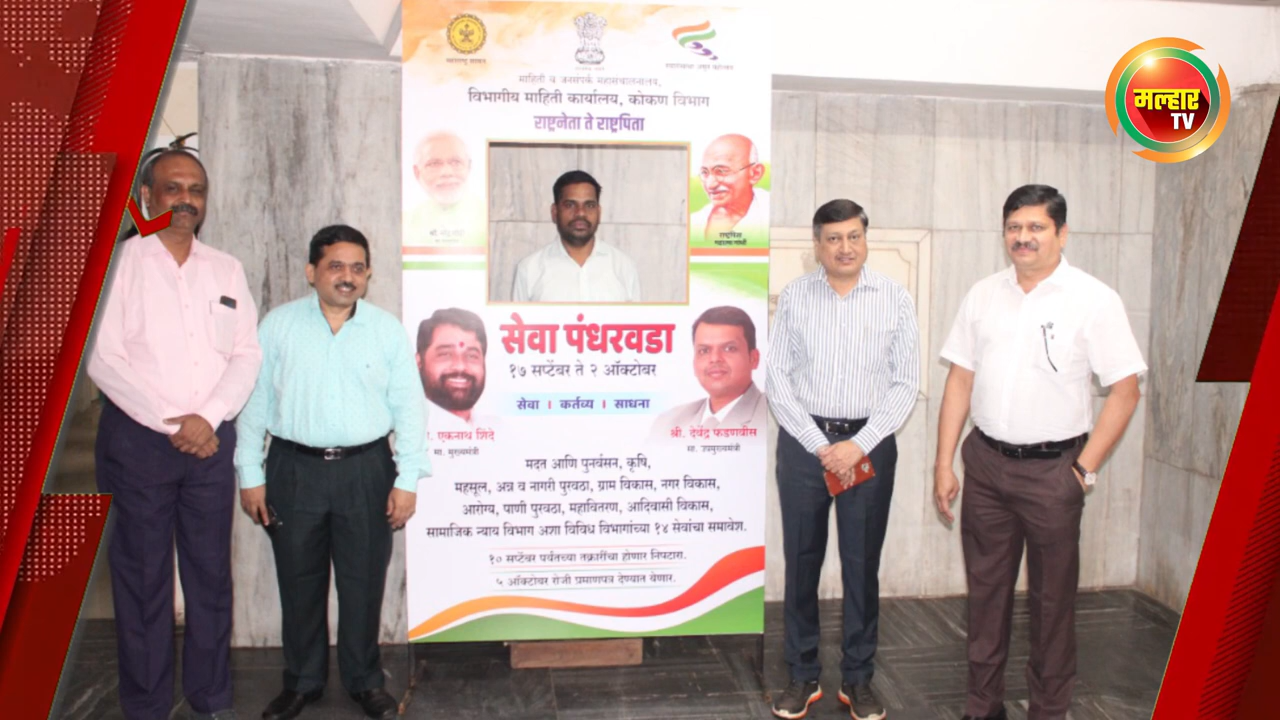 मल्हार
TV
महाराष्ट्र शासन
माहिती व जनसंपर्क महासंचालनालय,
विभागीय माहिती कार्यालय, कोकण विभाग
राष्ट्रनेता ते राष्ट्रपिता
राष्ट्रपिता
महात्मा गांधी
सेवा पंधरवडा
१७ सप्टेंबर ते २ ऑक्टोबर
सेवा । कर्तव्य । साधना
. एकनाथ शिंदे
मा. मुख्यमंत्री
श्री. देवेंद्र फडणवीस
मा. उपमुख्यमंत्री
मदत आणि पुनर्वसन, कृषि,
महसूल, अन्न व नागरी पुरवठा, ग्राम विकास, नगर विकास,
आरोग्य, पाणी पुरवठा, महावितरण, आदिवासी विकास,
सामाजिक न्याय विभाग अशा विविध विभागांच्या १४ सेवांचा समावेश.
१० सप्टेंबर पर्यंतच्या तक्रारींचा होणार निपटारा.
५ ऑक्टोबर रोजी प्रमाणपत्र देण्यात येणार.